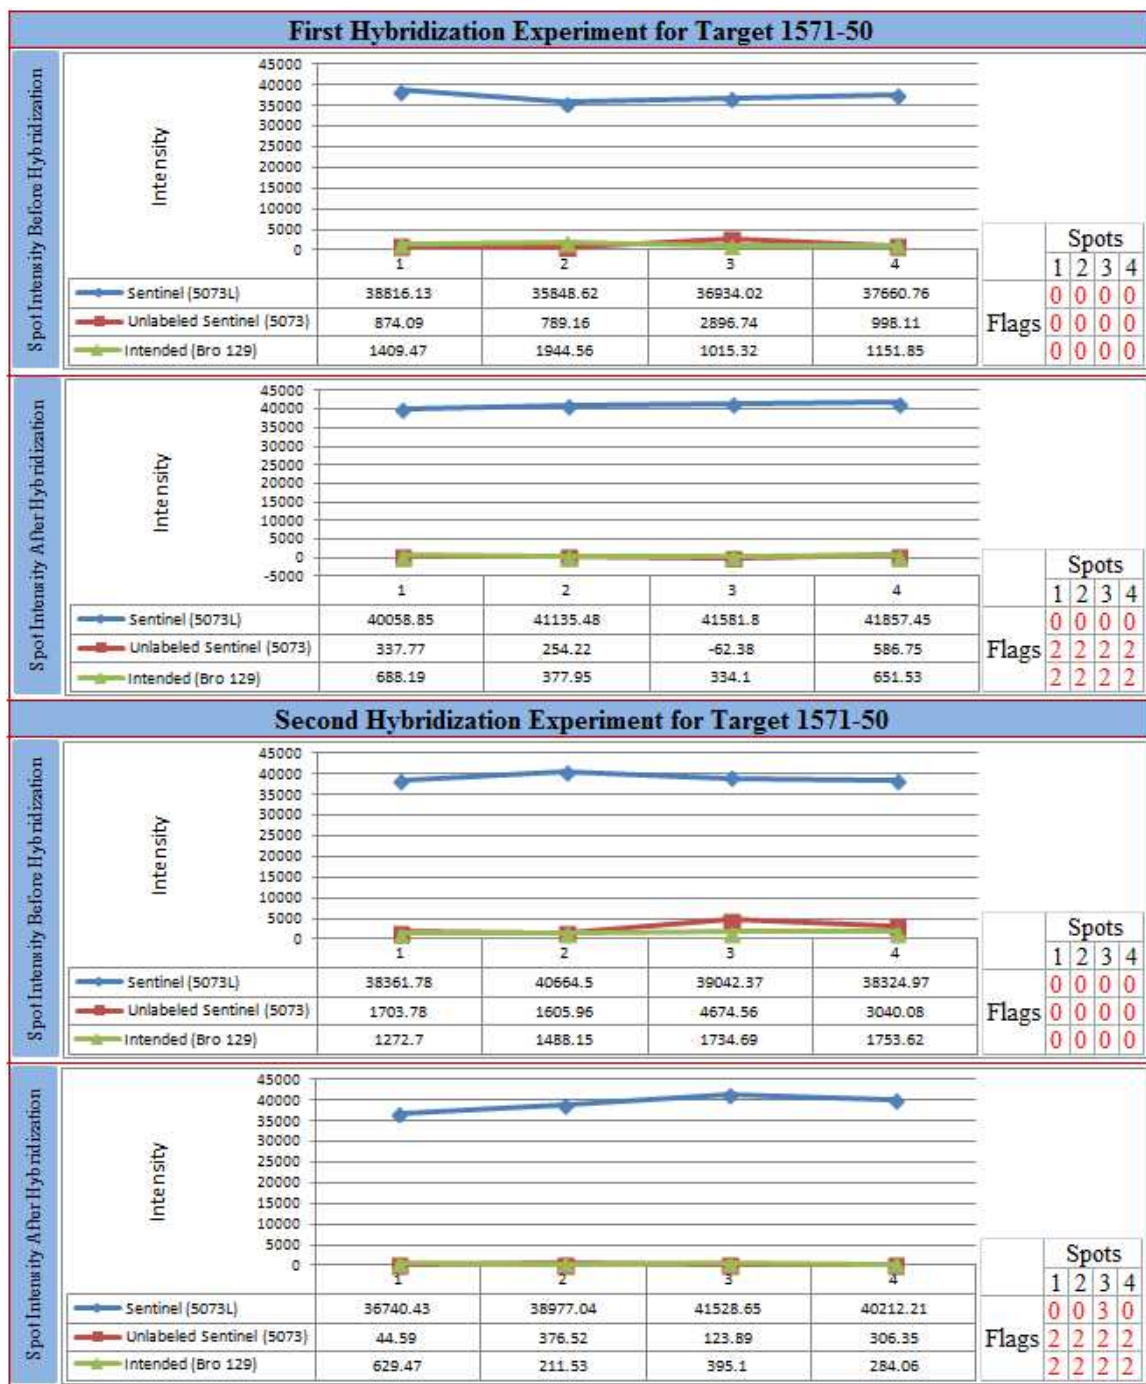 First Hybridization Experiment for Target 1571-50
Spot Intensity Before Hybridization
Intensity
45000
40000
35000
30000
25000
20000
15000
10000
5000
0
1 2 3 4
Sentinel (5073L) 38816.13 35848.62 36934.02 37660.76
Unlabeled Sentinel (5073) 874.09 789.16 2896.74 998.11
Intended (Bro 129) 1409.47 1944.56 1015.32 1151.85
Spots
1 2 3 4
Flags
0 0 0 0
0 0 0 0
0 0 0 0
Spot Intensity After Hybridization
Intensity
45000
40000
35000
30000
25000
20000
15000
10000
5000
0
-5000
1 2 3 4
Sentinel (5073L) 40058.85 41135.48 41581.8 41857.45
Unlabeled Sentinel (5073) 337.77 254.22 -62.38 586.75
Intended (Bro 129) 688.19 377.95 334.1 651.53
Spots
1 2 3 4
Flags
0 0 0 0
2 2 2 2
2 2 2 2
Second Hybridization Experiment for Target 1571-50
Spot Intensity Before Hybridization
Intensity
45000
40000
35000
30000
25000
20000
15000
10000
5000
0
1 2 3 4
Sentinel (5073L) 38361.78 40664.5 39042.37 38324.97
Unlabeled Sentinel (5073) 1703.78 1605.96 4674.56 3040.08
Intended (Bro 129) 1272.7 1488.15 1734.69 1753.62
Spots
1 2 3 4
Flags
0 0 0 0
0 0 0 0
0 0 0 0
Spot Intensity After Hybridization
Intensity
45000
40000
35000
30000
25000
20000
15000
10000
5000
0
1 2 3 4
Sentinel (5073L) 36740.43 38977.04 41528.65 40212.21
Unlabeled Sentinel (5073) 44.59 376.52 123.89 306.35
Intended (Bro 129) 629.47 211.53 395.1 284.06
Spots
1 2 3 4
Flags
0 0 3 0
2 2 2 2
2 2 2 2